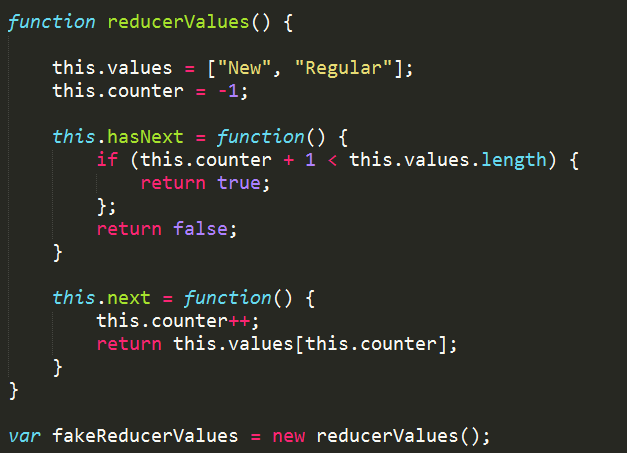 function reducerValues() {
this.values = ["New", "Regular"];
this.counter = -1;
this.hasNext = function() {
if (this.counter + 1 < this.values.length) {
return true;
};
return false;
}
this.next = function() {
this.counter++;
return this.values[this.counter];
}
}
var fakeReducerValues = new reducerValues();